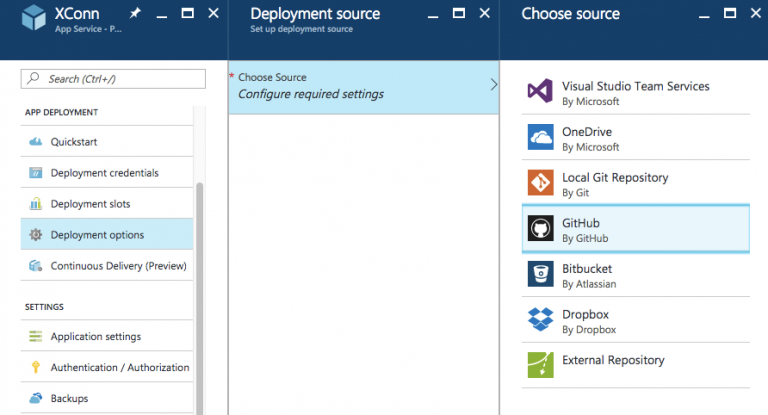 XConn
App Service - P...
Search (Ctrl+/)
APP DEPLOYMENT
Quickstart
Deployment credentials
Deployment slots
Deployment options
Continuous Delivery (Preview)
SETTINGS
Application settings
Authentication / Authorization
Backups
Deployment source
Set up deployment source
* Choose Source
Configure required settings
Choose source
Visual Studio Team Services
By Microsoft
OneDrive
By Microsoft
Local Git Repository
By Git
GitHub
By GitHub
Bitbucket
By Atlassian
Dropbox
By Dropbox
External Repository